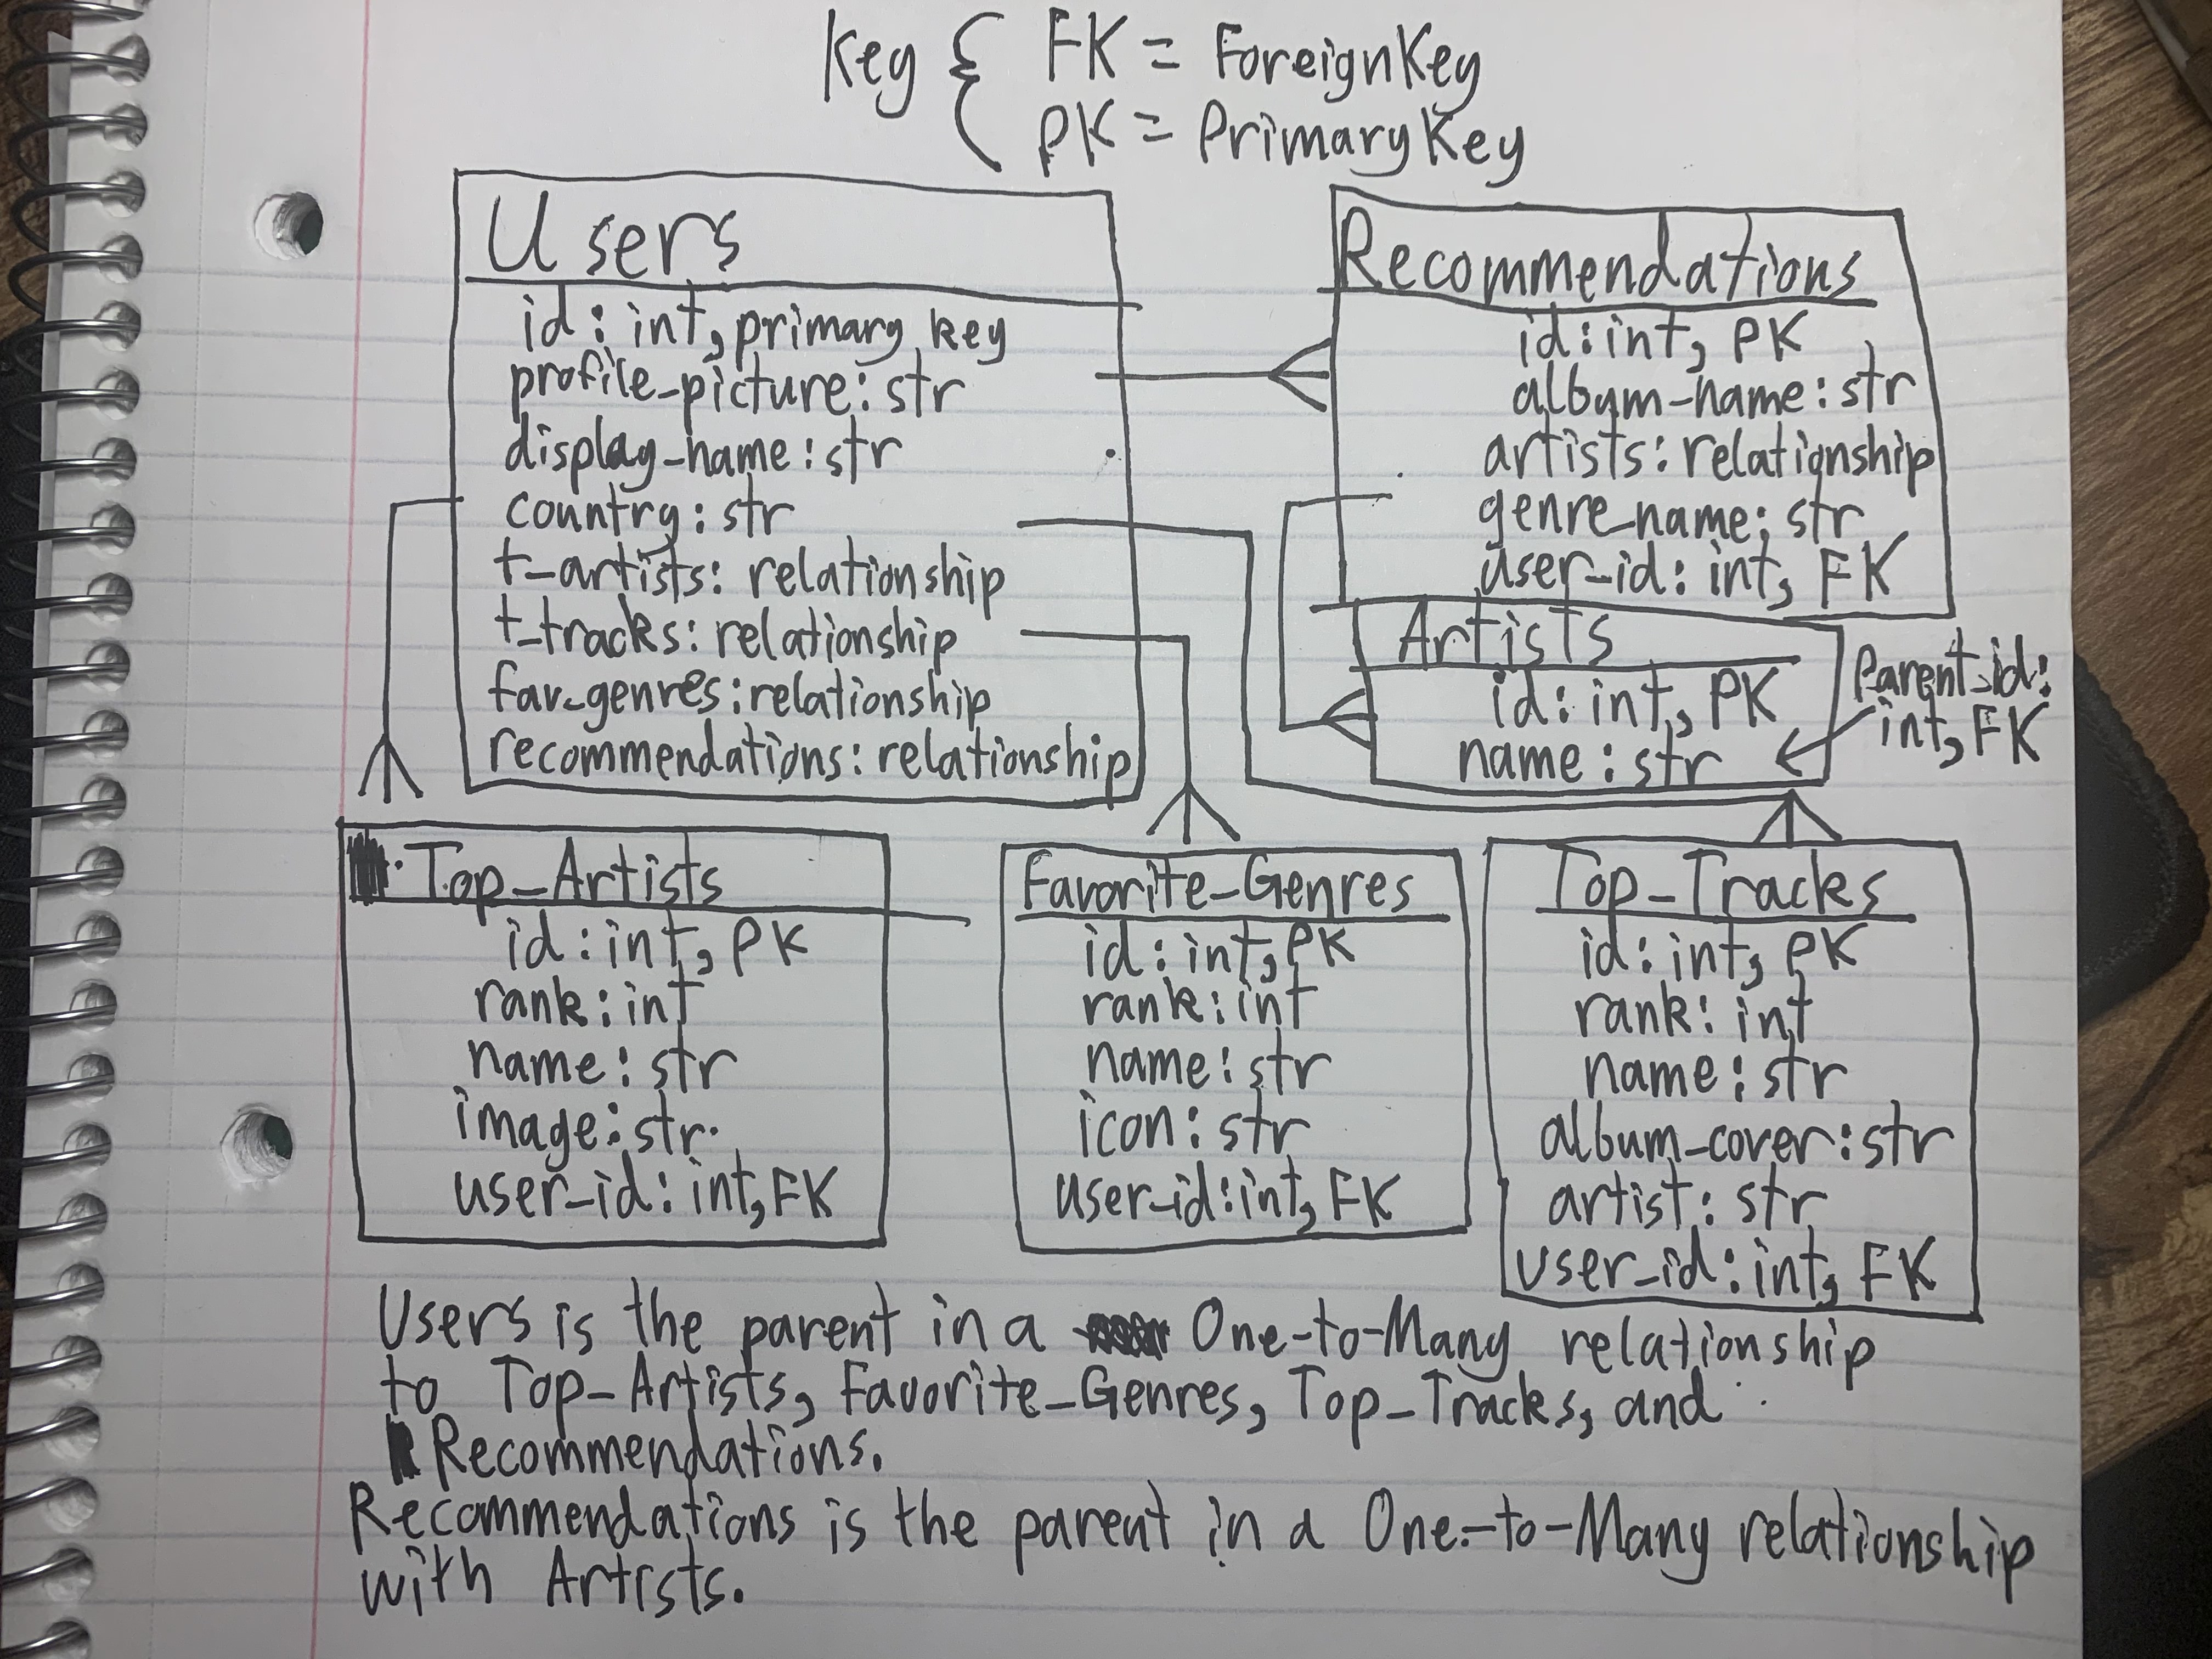 Key { FK = ForeignKey
PK = PrimaryKey
Users
id: int, primary key
profile_picture: str
display_name: str
country: str
t_artists: relationship
t_tracks: relationship
fav_genres: relationship
recommendations: relationship
Recommendations
id: int, PK
album_name: str
artists: relationship
genre_name: str
user_id: int, FK
Artists
id: int, PK
name: str
Parent_id:
int, FK
Top_Artists
id: int, PK
rank: int
name: str
image: str
user_id: int, FK
Favorite_Genres
id: int, PK
rank: int
name: str
icon: str
user_id: int, FK
Top_Tracks
id: int, PK
rank: int
name: str
album_cover: str
artist: str
user_id: int, FK
Users is the parent in a One-to-Many relationship
to Top_Artists, Favorite_Genres, Top_Tracks, and
Recommendations.
Recommendations is the parent in a One-to-Many relationship
with Artists.